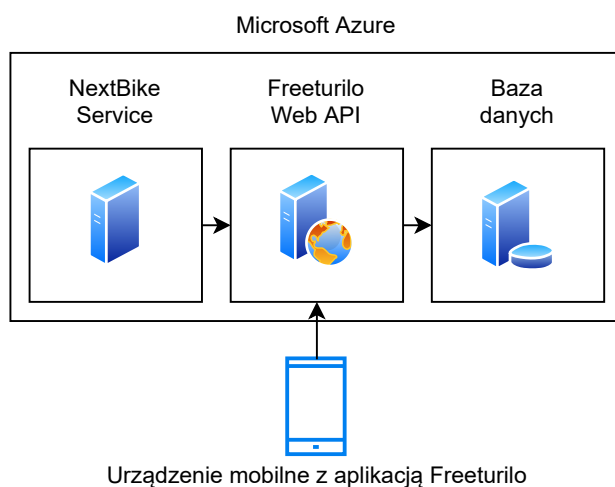 Microsoft Azure
NextBike
Service
Freeturilo
Web API
Baza
danych
Urządzenie mobilne z aplikacją Freeturilo